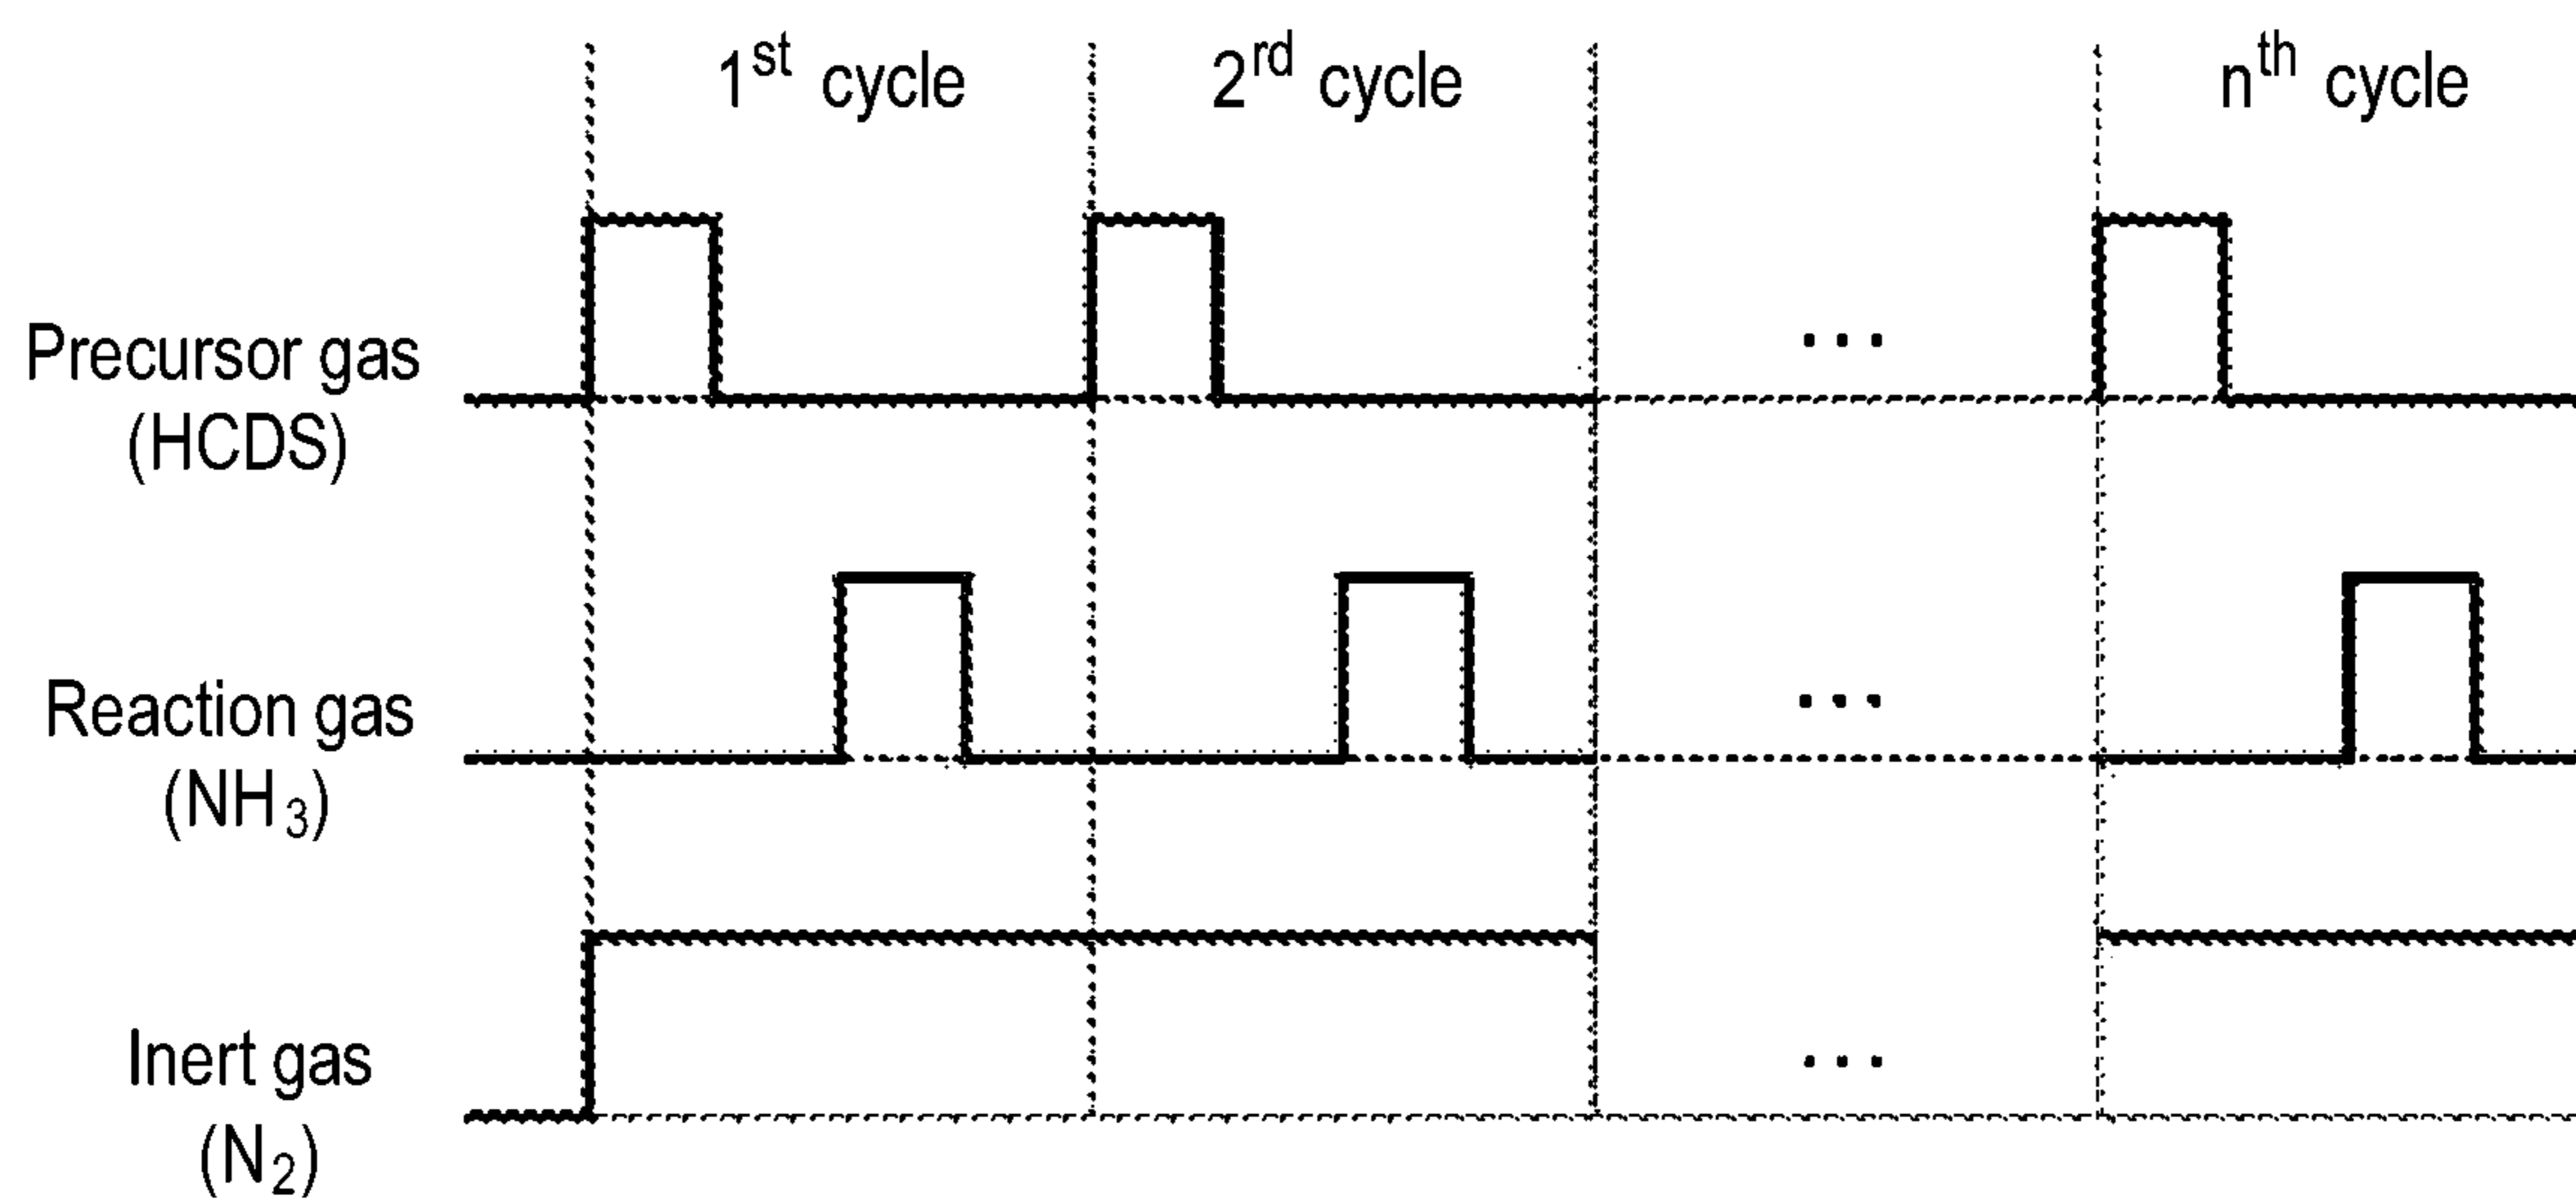 1st cycle 2rd cycle nth cycle
Precursor gas
(HCDS)
...
Reaction gas
(NH3)
...
Inert gas
(N2)
...